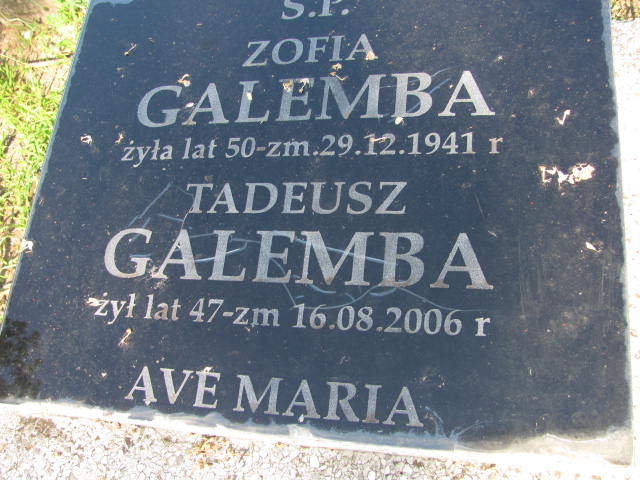 Ś.P.
ZOFIA
GALEMBA
żyła lat 50-zm.29.12.1941 r
TADEUSZ
GALEMBA
żył lat 47-zm 16.08.2006 r
AVE MARIA